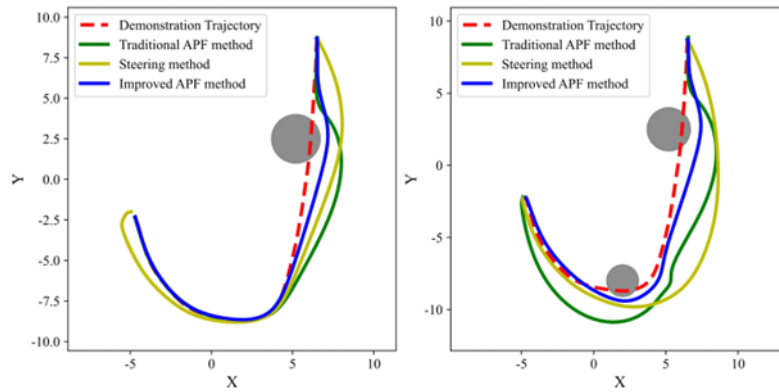 10.0
7.5
5.0
2.5
0.0
-2.5
-5.0
-7.5
-10.0
Y
-5
0
5
10
X
Demonstration Trajectory
Traditional APF method
Steering method
Improved APF method
10
5
0
-5
-10
Y
-5
0
5
10
X
Demonstration Trajectory
Traditional APF method
Steering method
Improved APF method